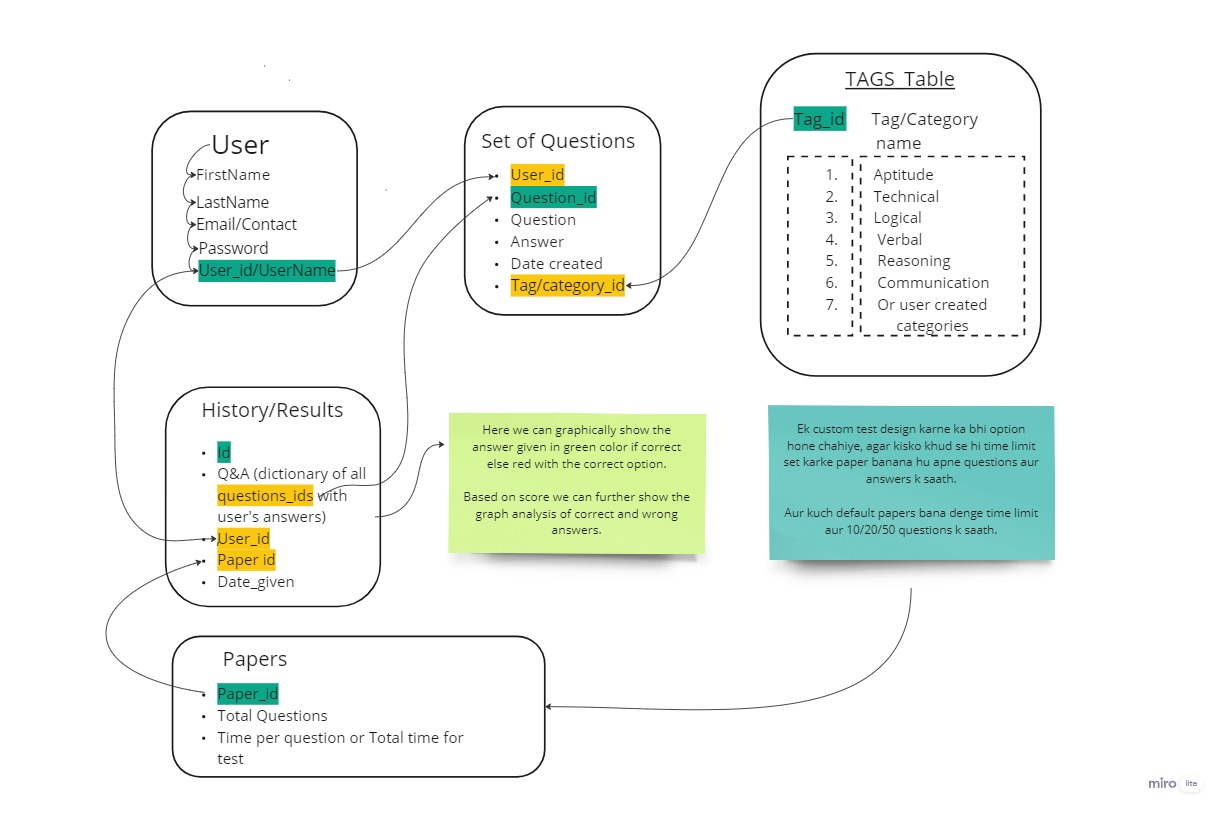 User
FirstName
LastName
Email/Contact
Password
User_id/UserName
Set of Questions
User_id
Question_id
Question
Answer
Date created
Tag/category_id
TAGS Table
Tag_id Tag/Category
name
1. Aptitude
2. Technical
3. Logical
4. Verbal
5. Reasoning
6. Communication
7. Or user created
categories
History/Results
Id
Q&A (dictionary of all
questions_ids with
user's answers)
User_id
Paper id
Date_given
Here we can graphically show the
answer given in green color if correct
else red with the correct option.
Based on score we can further show the
graph analysis of correct and wrong
answers.
Ek custom test design karne ka bhi option
hone chahiye, agar kisko khud se hi time limit
set karke paper banana hu apne questions aur
answers k saath.
Aur kuch default papers bana denge time limit
aur 10/20/50 questions k saath.
Papers
Paper_id
Total Questions
Time per question or Total time for
test
miro lite